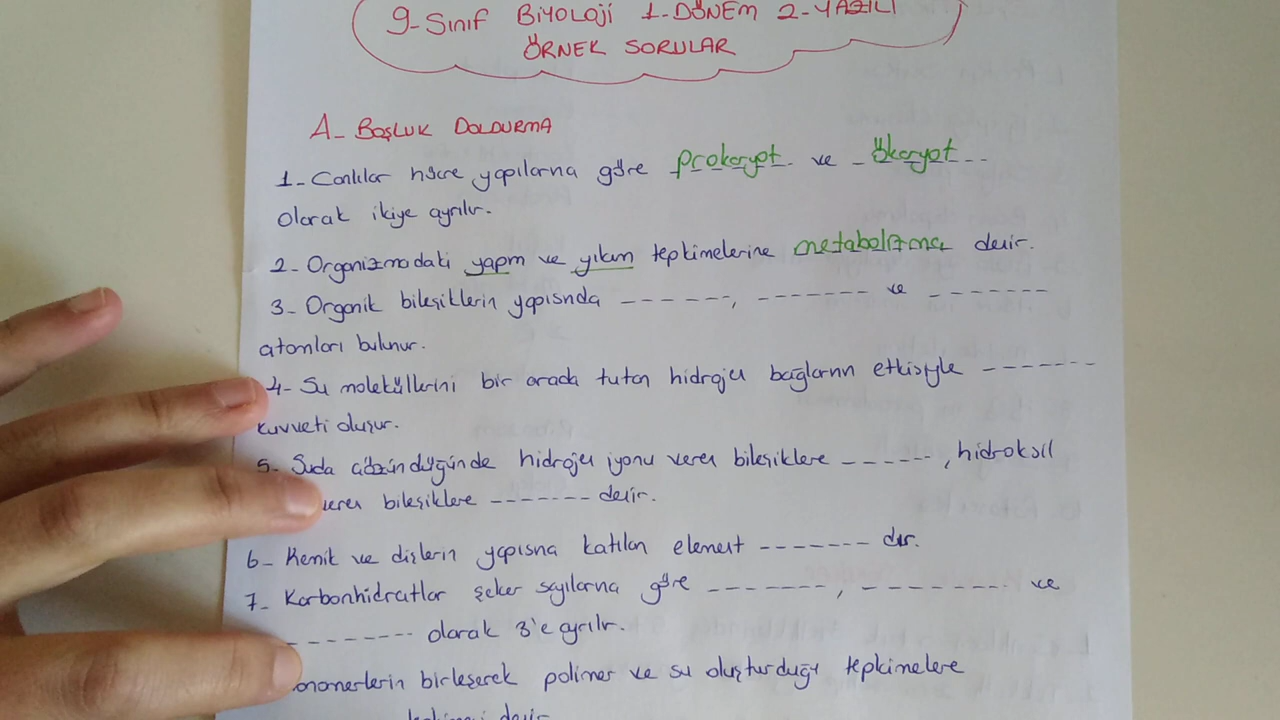 9-Sınıf Biyoloji 1-DÖNEM 2-YAZILI
ÖRNEK SORULAR
A- BOŞLUK DOLDURMA
1- Canlılar hücre yapılarına göre prokaryot ve ökaryot
olarak ikiye ayrılır.
2- Organizmadaki yapım ve yıkım tepkimelerine metabolizma denir.
3- Organik bileşiklerin yapısında -------, ------- ve -------
atomları bulunur.
4- Su moleküllerini bir arada tutan hidrojen bağlarının etkisiyle -------
kuvveti oluşur.
5- Suda çözündüğünde hidrojen iyonu veren bileşiklere ------, hidroksil
veren bileşiklere ------- denir.
6- Kemik ve dişlerin yapısına katılan element ------- dır.
7- Karbonhidratlar şeker sayılarına göre -------, -------- ve
------- olarak 3'e ayrılır.
onomerlerin birleşerek polimer ve su oluşturduğu tepkimelere
denir